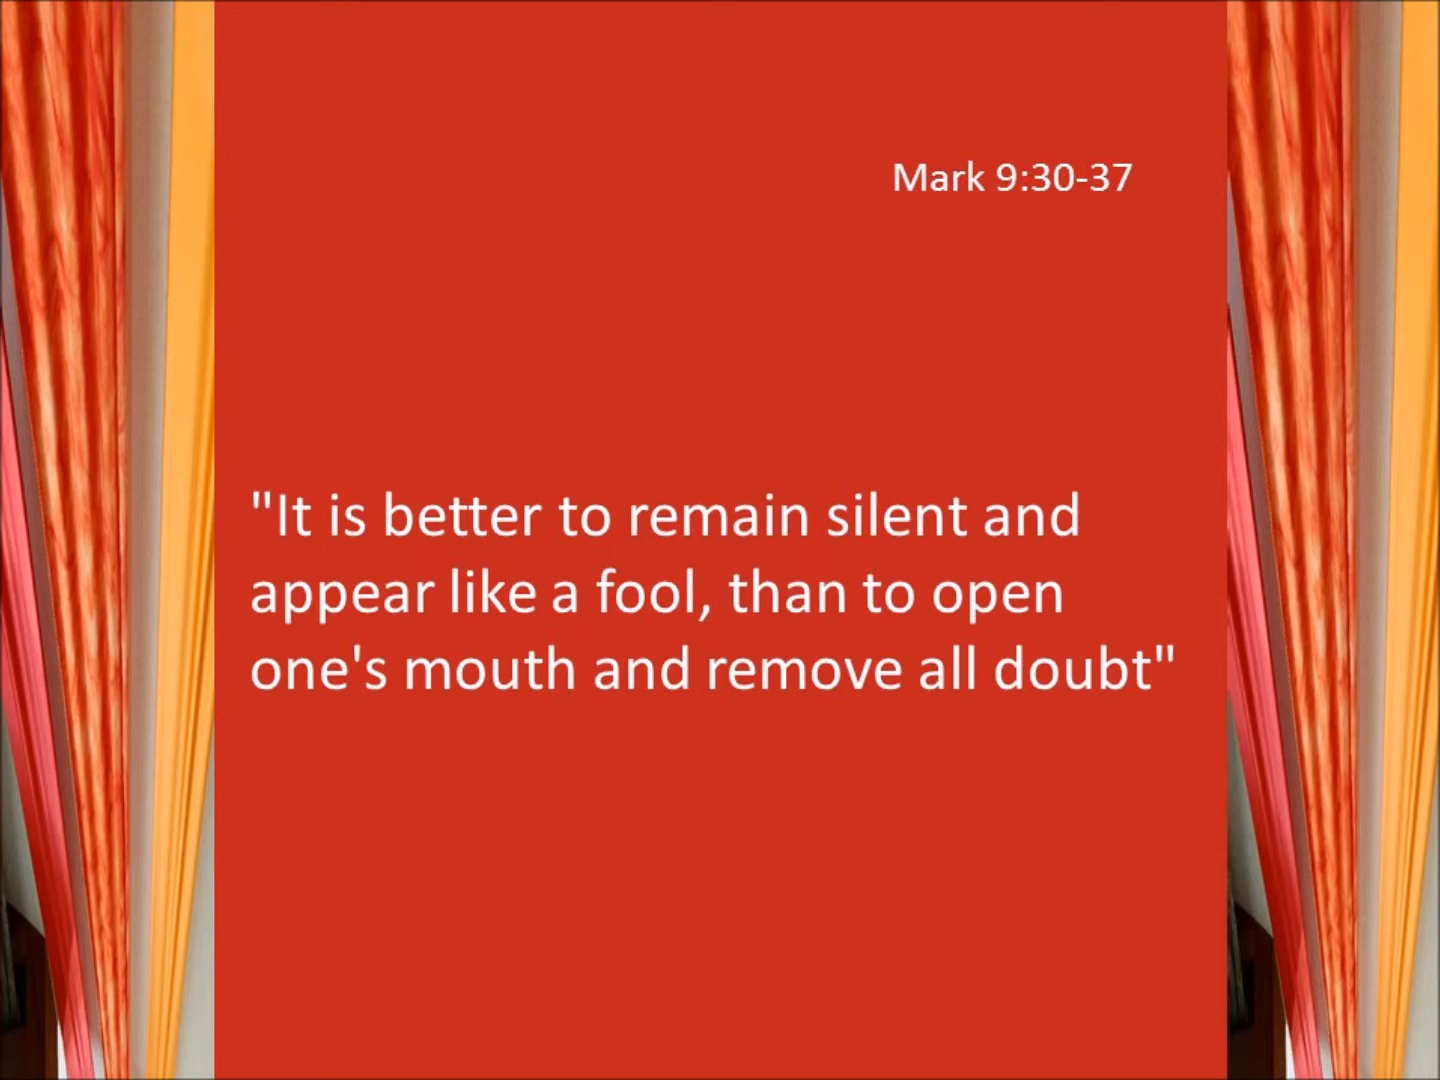 Mark 9:30-37
"It is better to remain silent and
appear like a fool, than to open
one's mouth and remove all doubt"